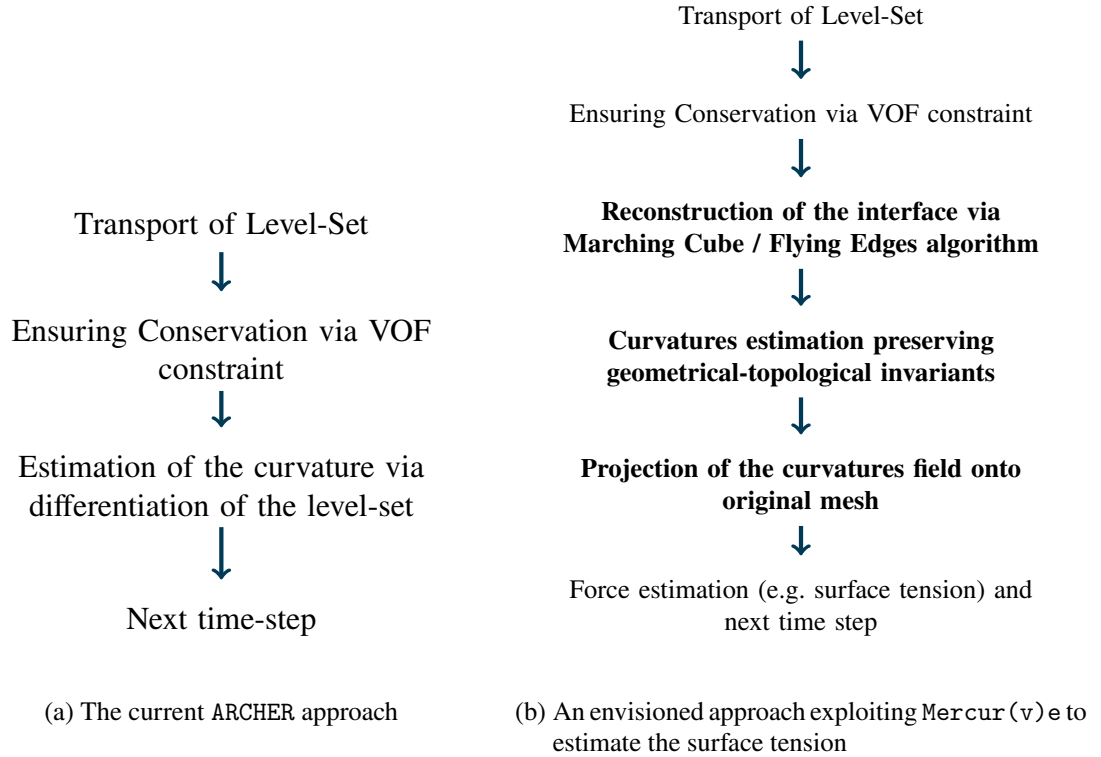 Transport of Level-Set
Ensuring Conservation via VOF
constraint
Estimation of the curvature via
differentiation of the level-set
Next time-step
(a) The current ARCHER approach
Transport of Level-Set
Ensuring Conservation via VOF constraint
Reconstruction of the interface via
Marching Cube / Flying Edges algorithm
Curvatures estimation preserving
geometrical-topological invariants
Projection of the curvatures field onto
original mesh
Force estimation (e.g. surface tension) and
next time step
(b) An envisioned approach exploiting Mercur(v)e to
estimate the surface tension